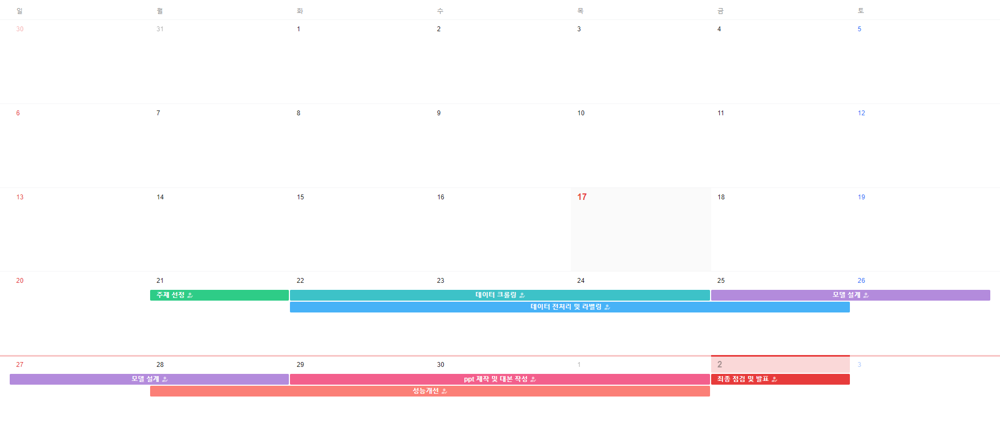 일 월 화 수 목 금 토
30 31 1 2 3 4 5
6 7 8 9 10 11 12
13 14 15 16 17 18 19
20 21 22 23 24 25 26
주제 선정 데이터 크롤링 모델 설계
데이터 전처리 및 라벨링
27 28 29 30 1 2 3
모델 설계 ppt 제작 및 대본 작성 최종 점검 및 발표
성능개선